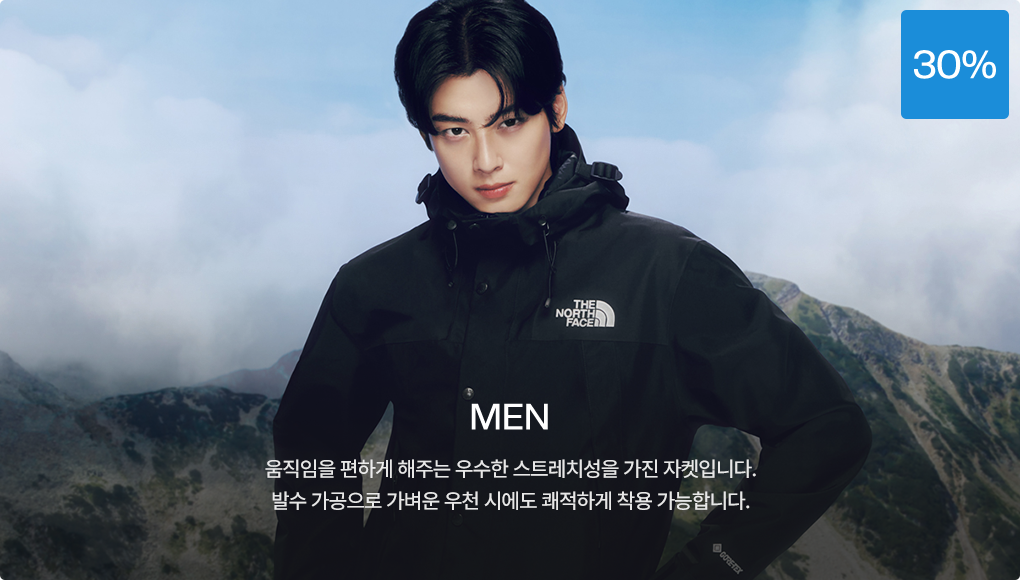 30%
THE
NORTH
FACE
MEN
움직임을 편하게 해주는 우수한 스트레치성을 가진 자켓입니다.
발수 가공으로 가벼운 우천 시에도 쾌적하게 착용 가능합니다.
GORE-TEX